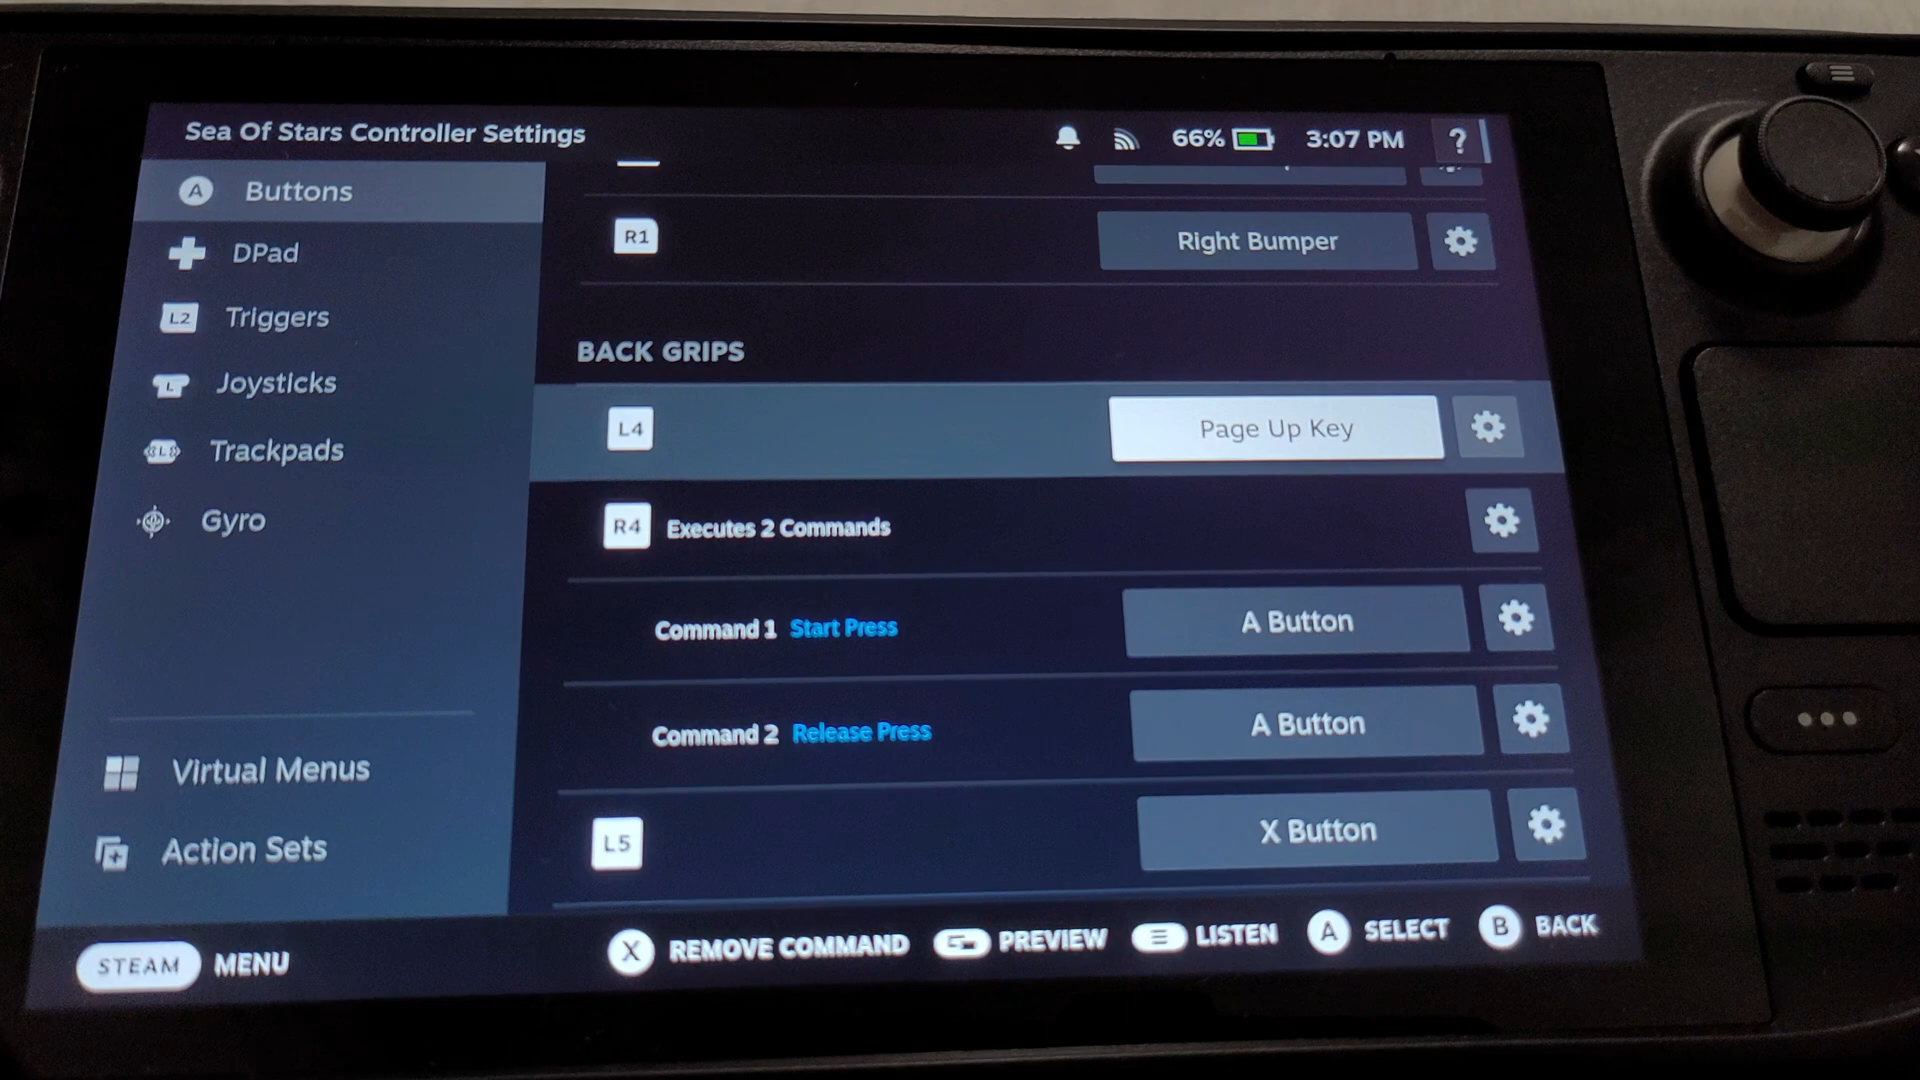 Sea Of Stars Controller Settings
66%
3:07 PM
?
A Buttons
DPad
L2 Triggers
L Joysticks
L Trackpads
Gyro
Virtual Menus
Action Sets
R1 Right Bumper
BACK GRIPS
L4 Page Up Key
R4 Executes 2 Commands
Command 1 Start Press A Button
Command 2 Release Press A Button
L5 X Button
STEAM MENU
X REMOVE COMMAND
PREVIEW
LISTEN
A SELECT
B BACK